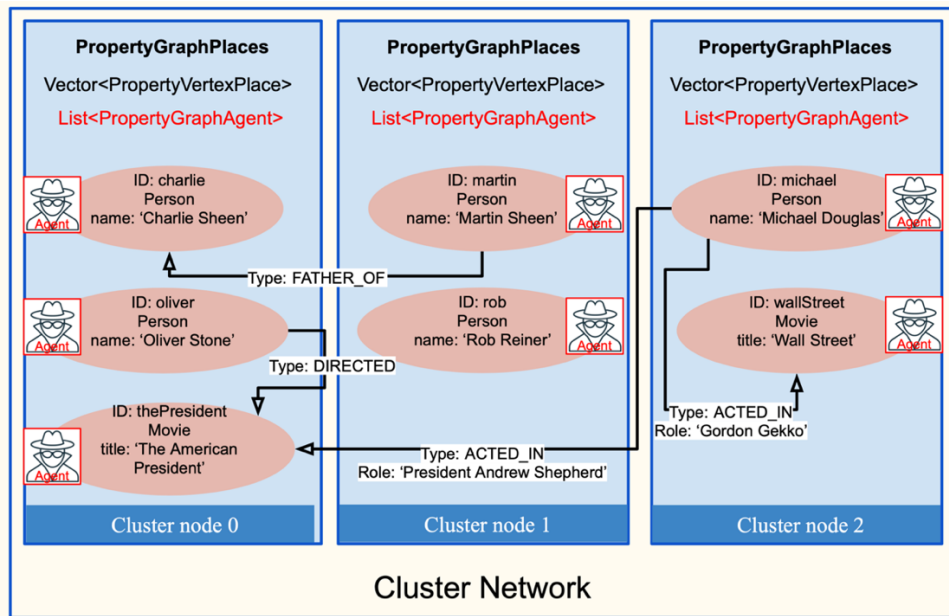 PropertyGraphPlaces
Vector<PropertyVertexPlace>
List<PropertyGraphAgent>
Agent
ID: charlie
Person
name: ‘Charlie Sheen’
Agent
ID: oliver
Person
name: ‘Oliver Stone’
Agent
ID: thePresident
Movie
title: ‘The American
President’
Cluster node 0
Type: FATHER_OF
Type: DIRECTED
PropertyGraphPlaces
Vector<PropertyVertexPlace>
List<PropertyGraphAgent>
ID: martin
Person
name: ‘Martin Sheen’
Agent
ID: rob
Person
name: ‘Rob Reiner’
Agent
Type: ACTED_IN
Role: ‘President Andrew Shepherd’
Cluster node 1
PropertyGraphPlaces
Vector<PropertyVertexPlace>
List<PropertyGraphAgent>
ID: michael
Person
name: ‘Michael Douglas’
Agent
ID: wallStreet
Movie
title: ‘Wall Street’
Agent
Type: ACTED_IN
Role: ‘Gordon Gekko’
Cluster node 2
Cluster Network